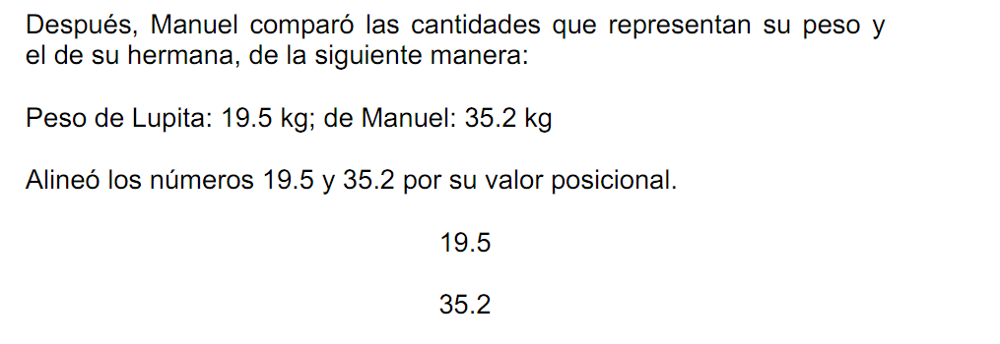 Después, Manuel comparó las cantidades que representan su peso y
el de su hermana, de la siguiente manera:
Peso de Lupita: 19.5 kg; de Manuel: 35.2 kg
Alineó los números 19.5 y 35.2 por su valor posicional.
19.5
35.2